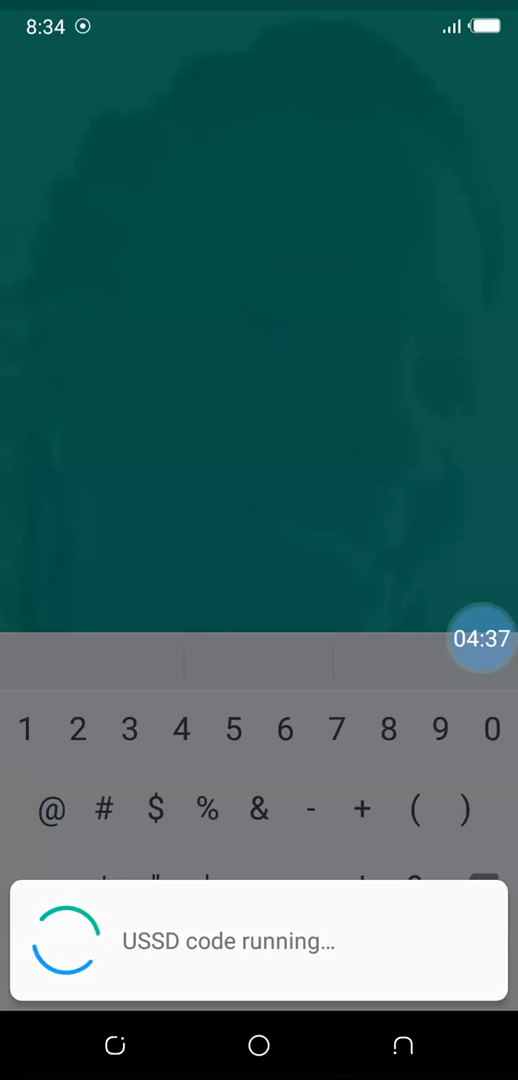 8:34
04:37
1 2 3 4 5 6 7 8 9 0
@ # $ % & - + ( )
USSD code running...